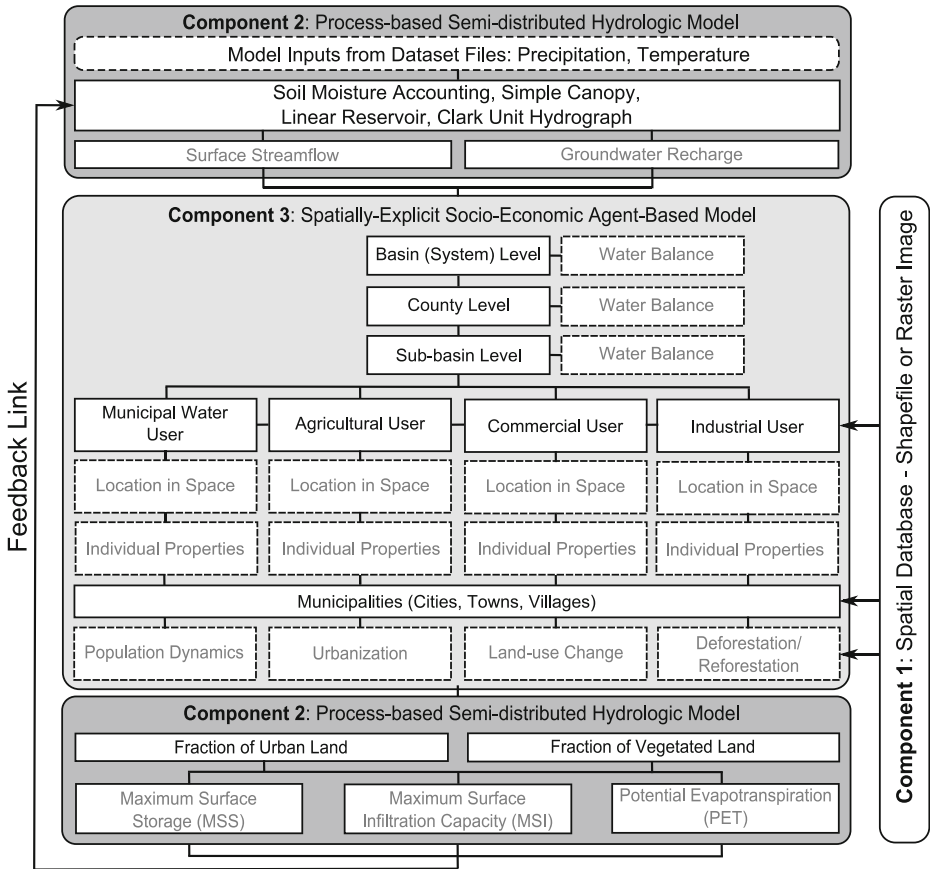 Component 2: Process-based Semi-distributed Hydrologic Model
Model Inputs from Dataset Files: Precipitation, Temperature
Soil Moisture Accounting, Simple Canopy,
Linear Reservoir, Clark Unit Hydrograph
Surface Streamflow
Groundwater Recharge
Component 3: Spatially-Explicit Socio-Economic Agent-Based Model
Basin (System) Level
Water Balance
County Level
Water Balance
Sub-basin Level
Water Balance
Municipal Water
User
Agricultural User
Commercial User
Industrial User
Location in Space
Location in Space
Location in Space
Location in Space
Individual Properties
Individual Properties
Individual Properties
Individual Properties
Municipalities (Cities, Towns, Villages)
Population Dynamics
Urbanization
Land-use Change
Deforestation/
Reforestation
Component 2: Process-based Semi-distributed Hydrologic Model
Fraction of Urban Land
Fraction of Vegetated Land
Maximum Surface
Storage (MSS)
Maximum Surface
Infiltration Capacity (MSI)
Potential Evapotranspiration
(PET)
Feedback Link
Component 1: Spatial Database - Shapefile or Raster Image